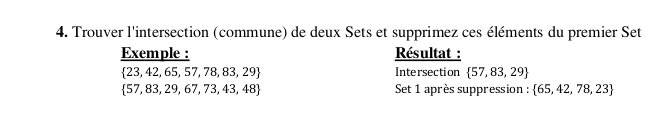 4. Trouver l'intersection (commune) de deux Sets et supprimez ces éléments du premier Set
Exemple :
Résultat :
{23, 42, 65, 57, 78, 83, 29}
Intersection {57, 83, 29}
{57, 83, 29, 67, 73, 43, 48}
Set 1 après suppression : {65, 42, 78, 23}